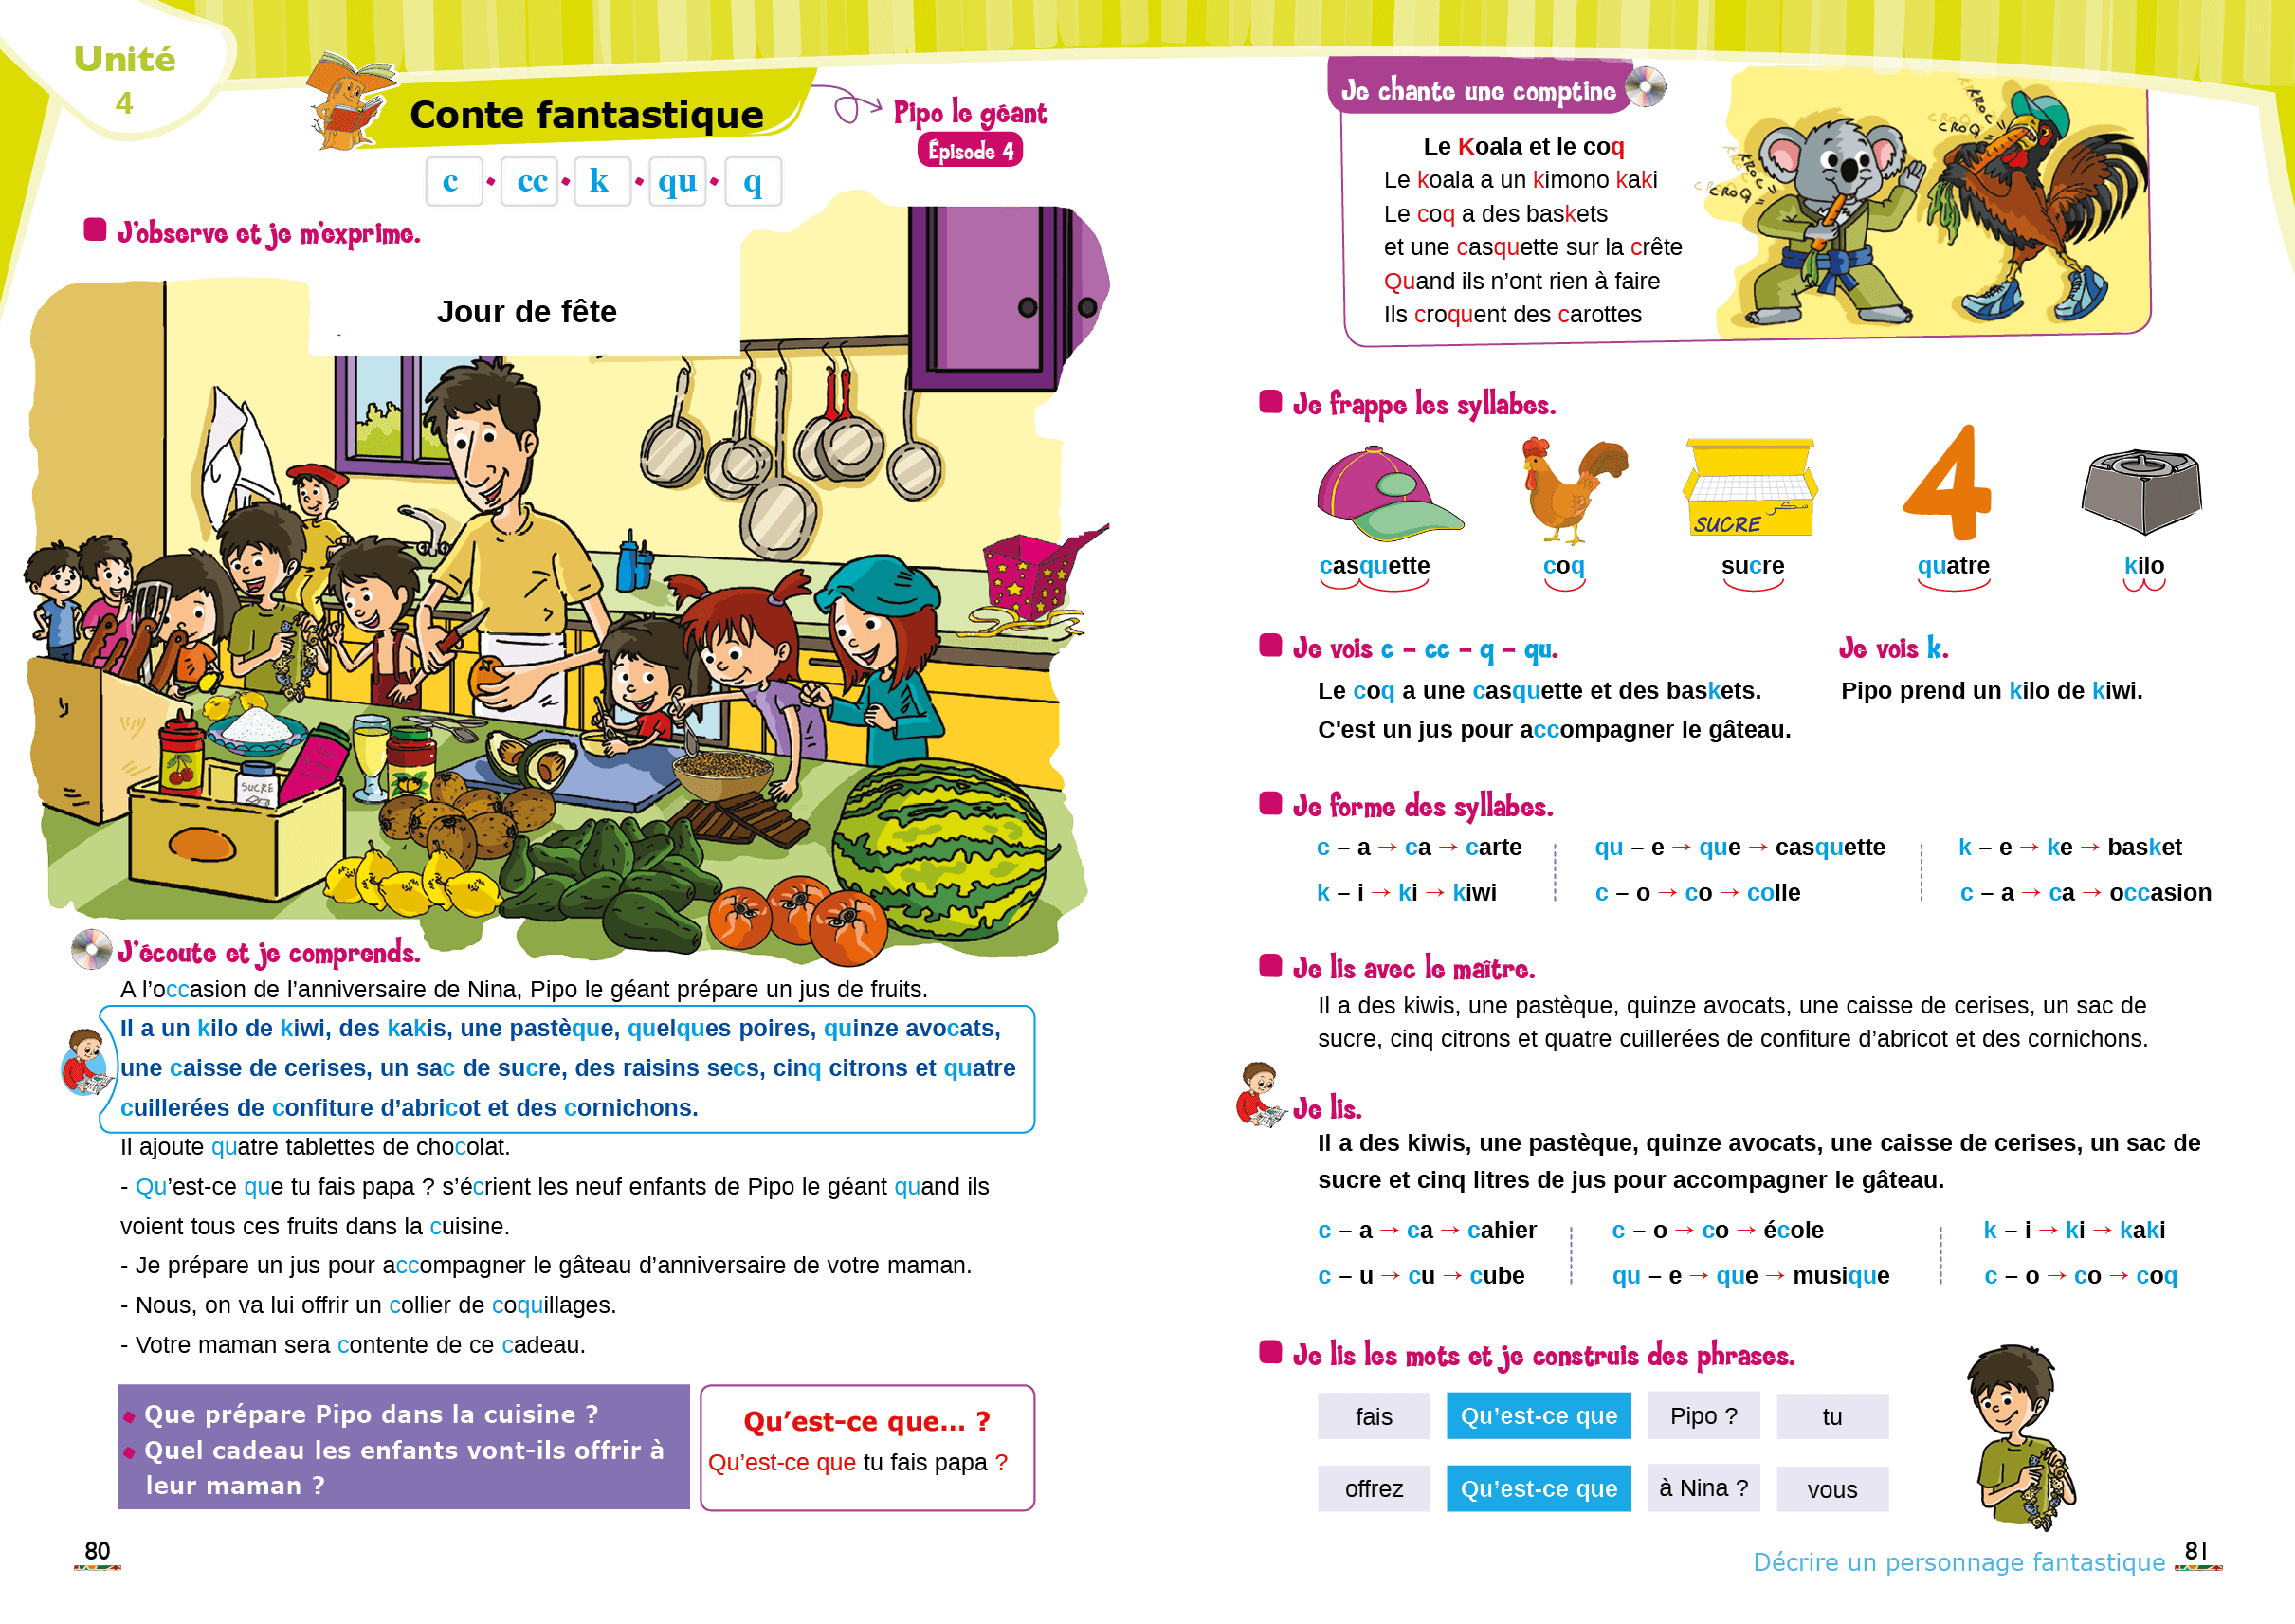 Unité
4
Conte fantastique
Pipo le géant
Épisode 4
c • cc • k • qu • q
J'observe et je m'exprime.
Jour de fête
SUCRE
J'écoute et je comprends.
A l'occasion de l'anniversaire de Nina, Pipo le géant prépare un jus de fruits.
Il a un kilo de kiwi, des kakis, une pastèque, quelques poires, quinze avocats,
une caisse de cerises, un sac de sucre, des raisins secs, cinq citrons et quatre
cuillerées de confiture d'abricot et des cornichons.
Il ajoute quatre tablettes de chocolat.
- Qu'est-ce que tu fais papa ? s'écrient les neuf enfants de Pipo le géant quand ils
voient tous ces fruits dans la cuisine.
- Je prépare un jus pour accompagner le gâteau d'anniversaire de votre maman.
- Nous, on va lui offrir un collier de coquillages.
- Votre maman sera contente de ce cadeau.
Que prépare Pipo dans la cuisine ?
Quel cadeau les enfants vont-ils offrir à
leur maman ?
Qu'est-ce que... ?
Qu'est-ce que tu fais papa ?
80
Je chante une comptine
Le Koala et le coq
Le koala a un kimono kaki
Le coq a des baskets
et une casquette sur la crête
Quand ils n'ont rien à faire
Ils croquent des carottes
CROQ
KROC
CROQ
KROC
CROQ
Je frappe les syllabes.
SUCRE سكر
4
casquette coq sucre quatre kilo
Je vois c – cc – q – qu.
Le coq a une casquette et des baskets.
C'est un jus pour accompagner le gâteau.
Je vois k.
Pipo prend un kilo de kiwi.
Je forme des syllabes.
c – a → ca → carte qu – e → que → casquette k – e → ke → basket
k – i → ki → kiwi c – o → co → colle c – a → ca → occasion
Je lis avec le maître.
Il a des kiwis, une pastèque, quinze avocats, une caisse de cerises, un sac de
sucre, cinq citrons et quatre cuillerées de confiture d'abricot et des cornichons.
Je lis.
Il a des kiwis, une pastèque, quinze avocats, une caisse de cerises, un sac de
sucre et cinq litres de jus pour accompagner le gâteau.
c – a → ca → cahier c – o → co → école k – i → ki → kaki
c – u → cu → cube qu – e → que → musique c – o → co → coq
Je lis les mots et je construis des phrases.
fais Qu'est-ce que Pipo ? tu
offrez Qu'est-ce que à Nina ? vous
Décrire un personnage fantastique
81